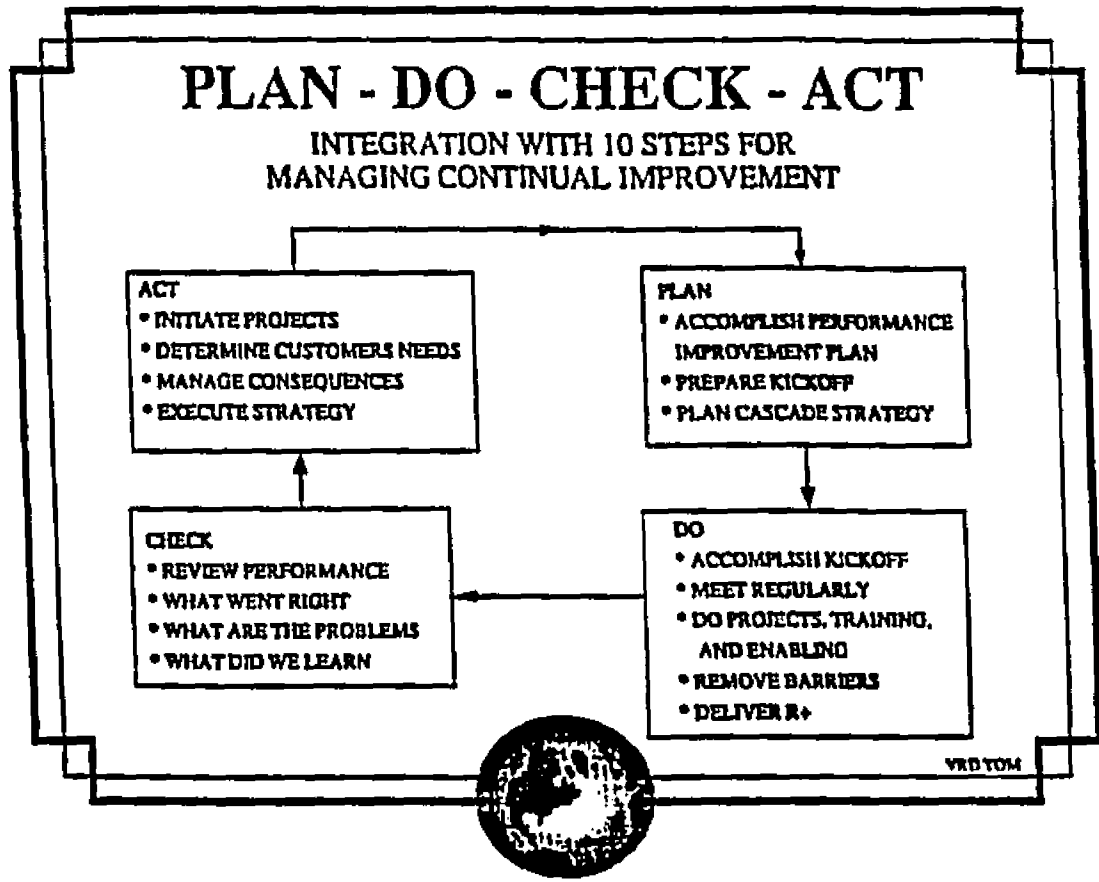 PLAN - DO - CHECK - ACT
INTEGRATION WITH 10 STEPS FOR
MANAGING CONTINUAL IMPROVEMENT
ACT
• INITIATE PROJECTS
• DETERMINE CUSTOMERS NEEDS
• MANAGE CONSEQUENCES
• EXECUTE STRATEGY
PLAN
• ACCOMPLISH PERFORMANCE
IMPROVEMENT PLAN
• PREPARE KICKOFF
• PLAN CASCADE STRATEGY
CHECK
• REVIEW PERFORMANCE
• WHAT WENT RIGHT
• WHAT ARE THE PROBLEMS
• WHAT DID WE LEARN
DO
• ACCOMPLISH KICKOFF
• MEET REGULARLY
• DO PROJECTS, TRAINING,
AND ENABLING
• REMOVE BARRIERS
• DELIVER R+